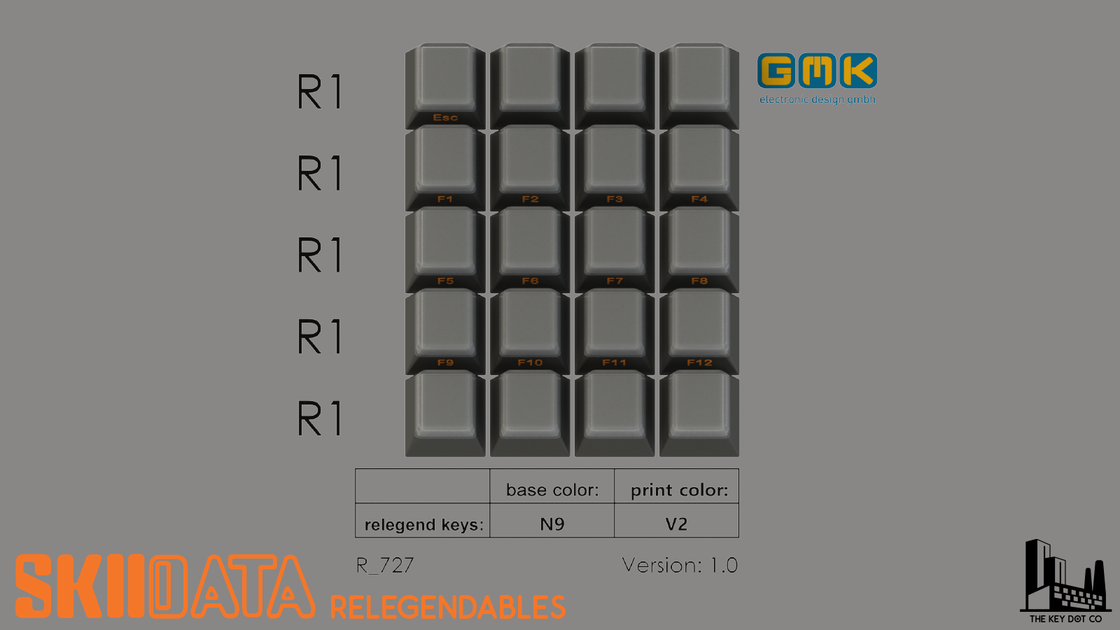 R1
GMK
electronic design gmbh
Esc
R1
F1 F2 F3 F4
R1
F5 F6 F7 F8
R1
F9 F10 F11 F12
R1
base color: print color:
relegend keys: N9 V2
R_727 Version: 1.0
SKIIDATA RELEGENDABLES
THE KEY DOT CO